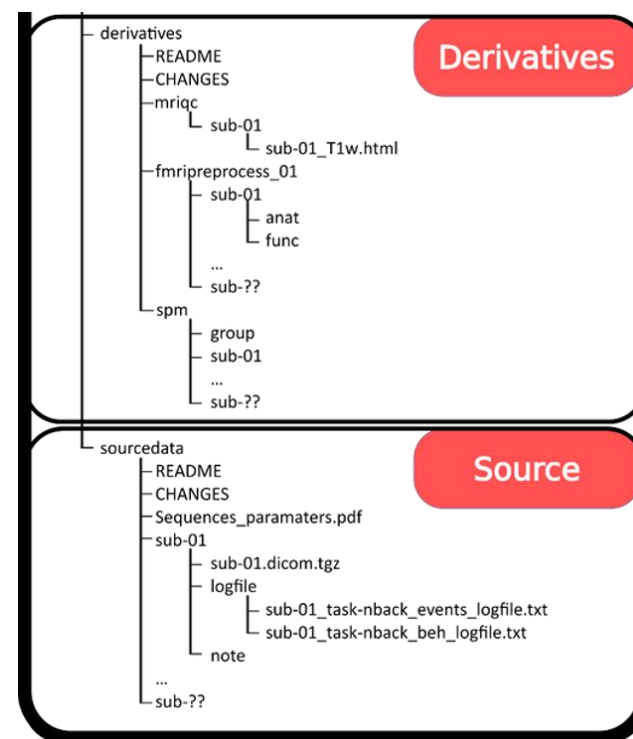 derivatives
Derivatives
README
CHANGES
mriqc
sub-01
sub-01_T1w.html
fmripreprocess_01
sub-01
anat
func
...
sub-??
spm
group
sub-01
...
sub-??
sourcedata
Source
README
CHANGES
Sequences_paramaters.pdf
sub-01
sub-01.dicom.tgz
logfile
sub-01_task-nback_events_logfile.txt
sub-01_task-nback_beh_logfile.txt
note
...
sub-??